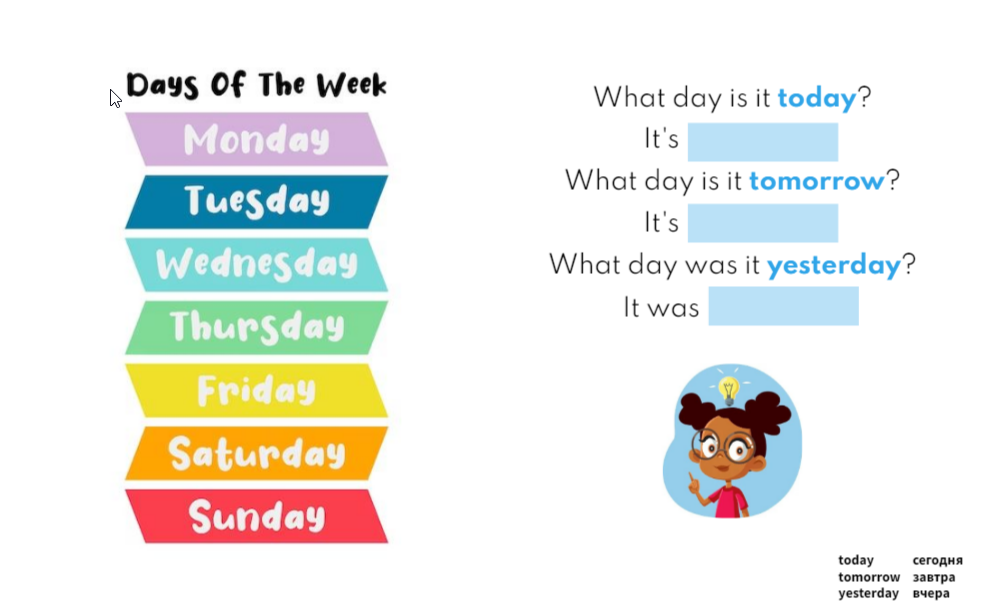 Days Of The Week
Monday
Tuesday
Wednesday
Thursday
Friday
Saturday
Sunday
What day is it today?
It's
What day is it tomorrow?
It's
What day was it yesterday?
It was
today сегодня
tomorrow завтра
yesterday вчера